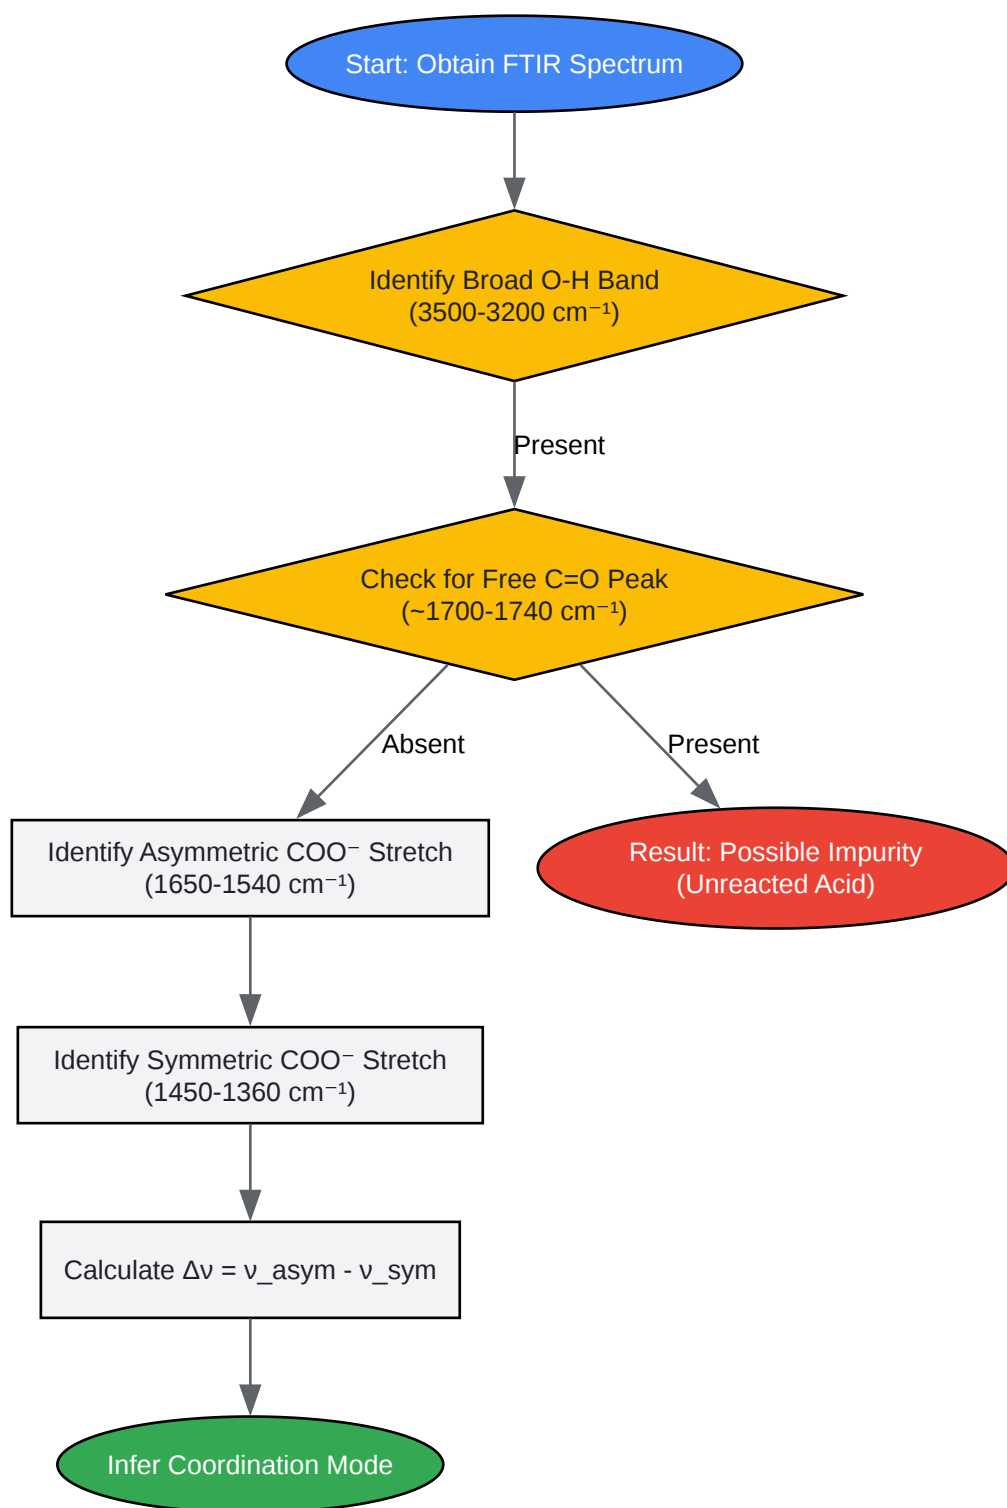 Start: Obtain FTIR Spectrum
Identify Broad O-H Band
(3500-3200 cm⁻¹)
Present
Check for Free C=O Peak
(~1700-1740 cm⁻¹)
Absent
Present
Identify Asymmetric COO⁻ Stretch
(1650-1540 cm⁻¹)
Result: Possible Impurity
(Unreacted Acid)
Identify Symmetric COO⁻ Stretch
(1450-1360 cm⁻¹)
Calculate Δν = ν_asym - ν_sym
Infer Coordination Mode